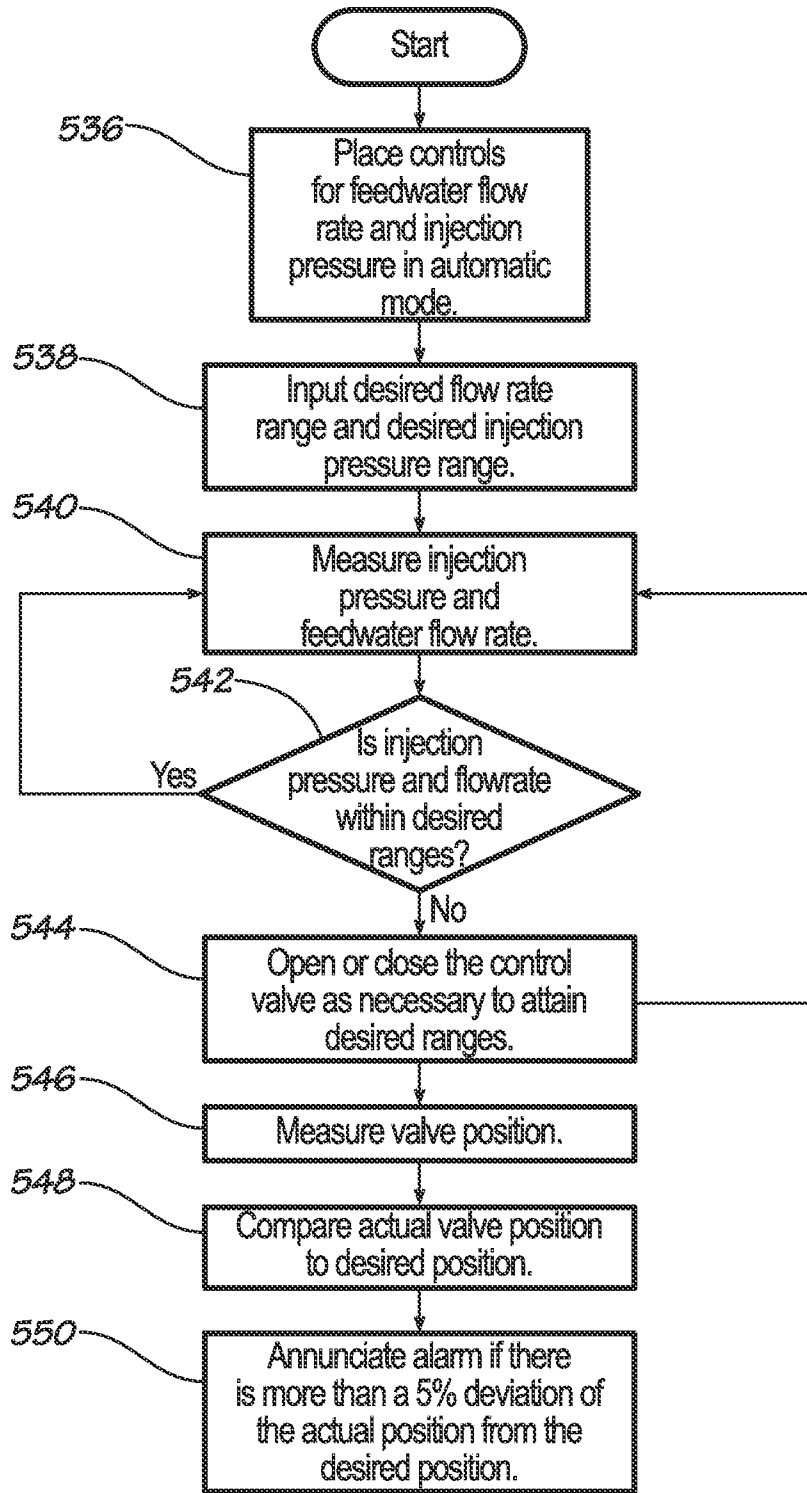 Start
536
Place controls
for feedwater flow
rate and injection
pressure in automatic
mode.
538
Input desired flow rate
range and desired injection
pressure range.
540
Measure injection
pressure and
feedwater flow rate.
542
Is injection
pressure and flowrate
within desired
ranges?
Yes
No
544
Open or close the control
valve as necessary to attain
desired ranges.
546
Measure valve position.
548
Compare actual valve position
to desired position.
550
Annunciate alarm if there
is more than a 5% deviation of
the actual position from the
desired position.